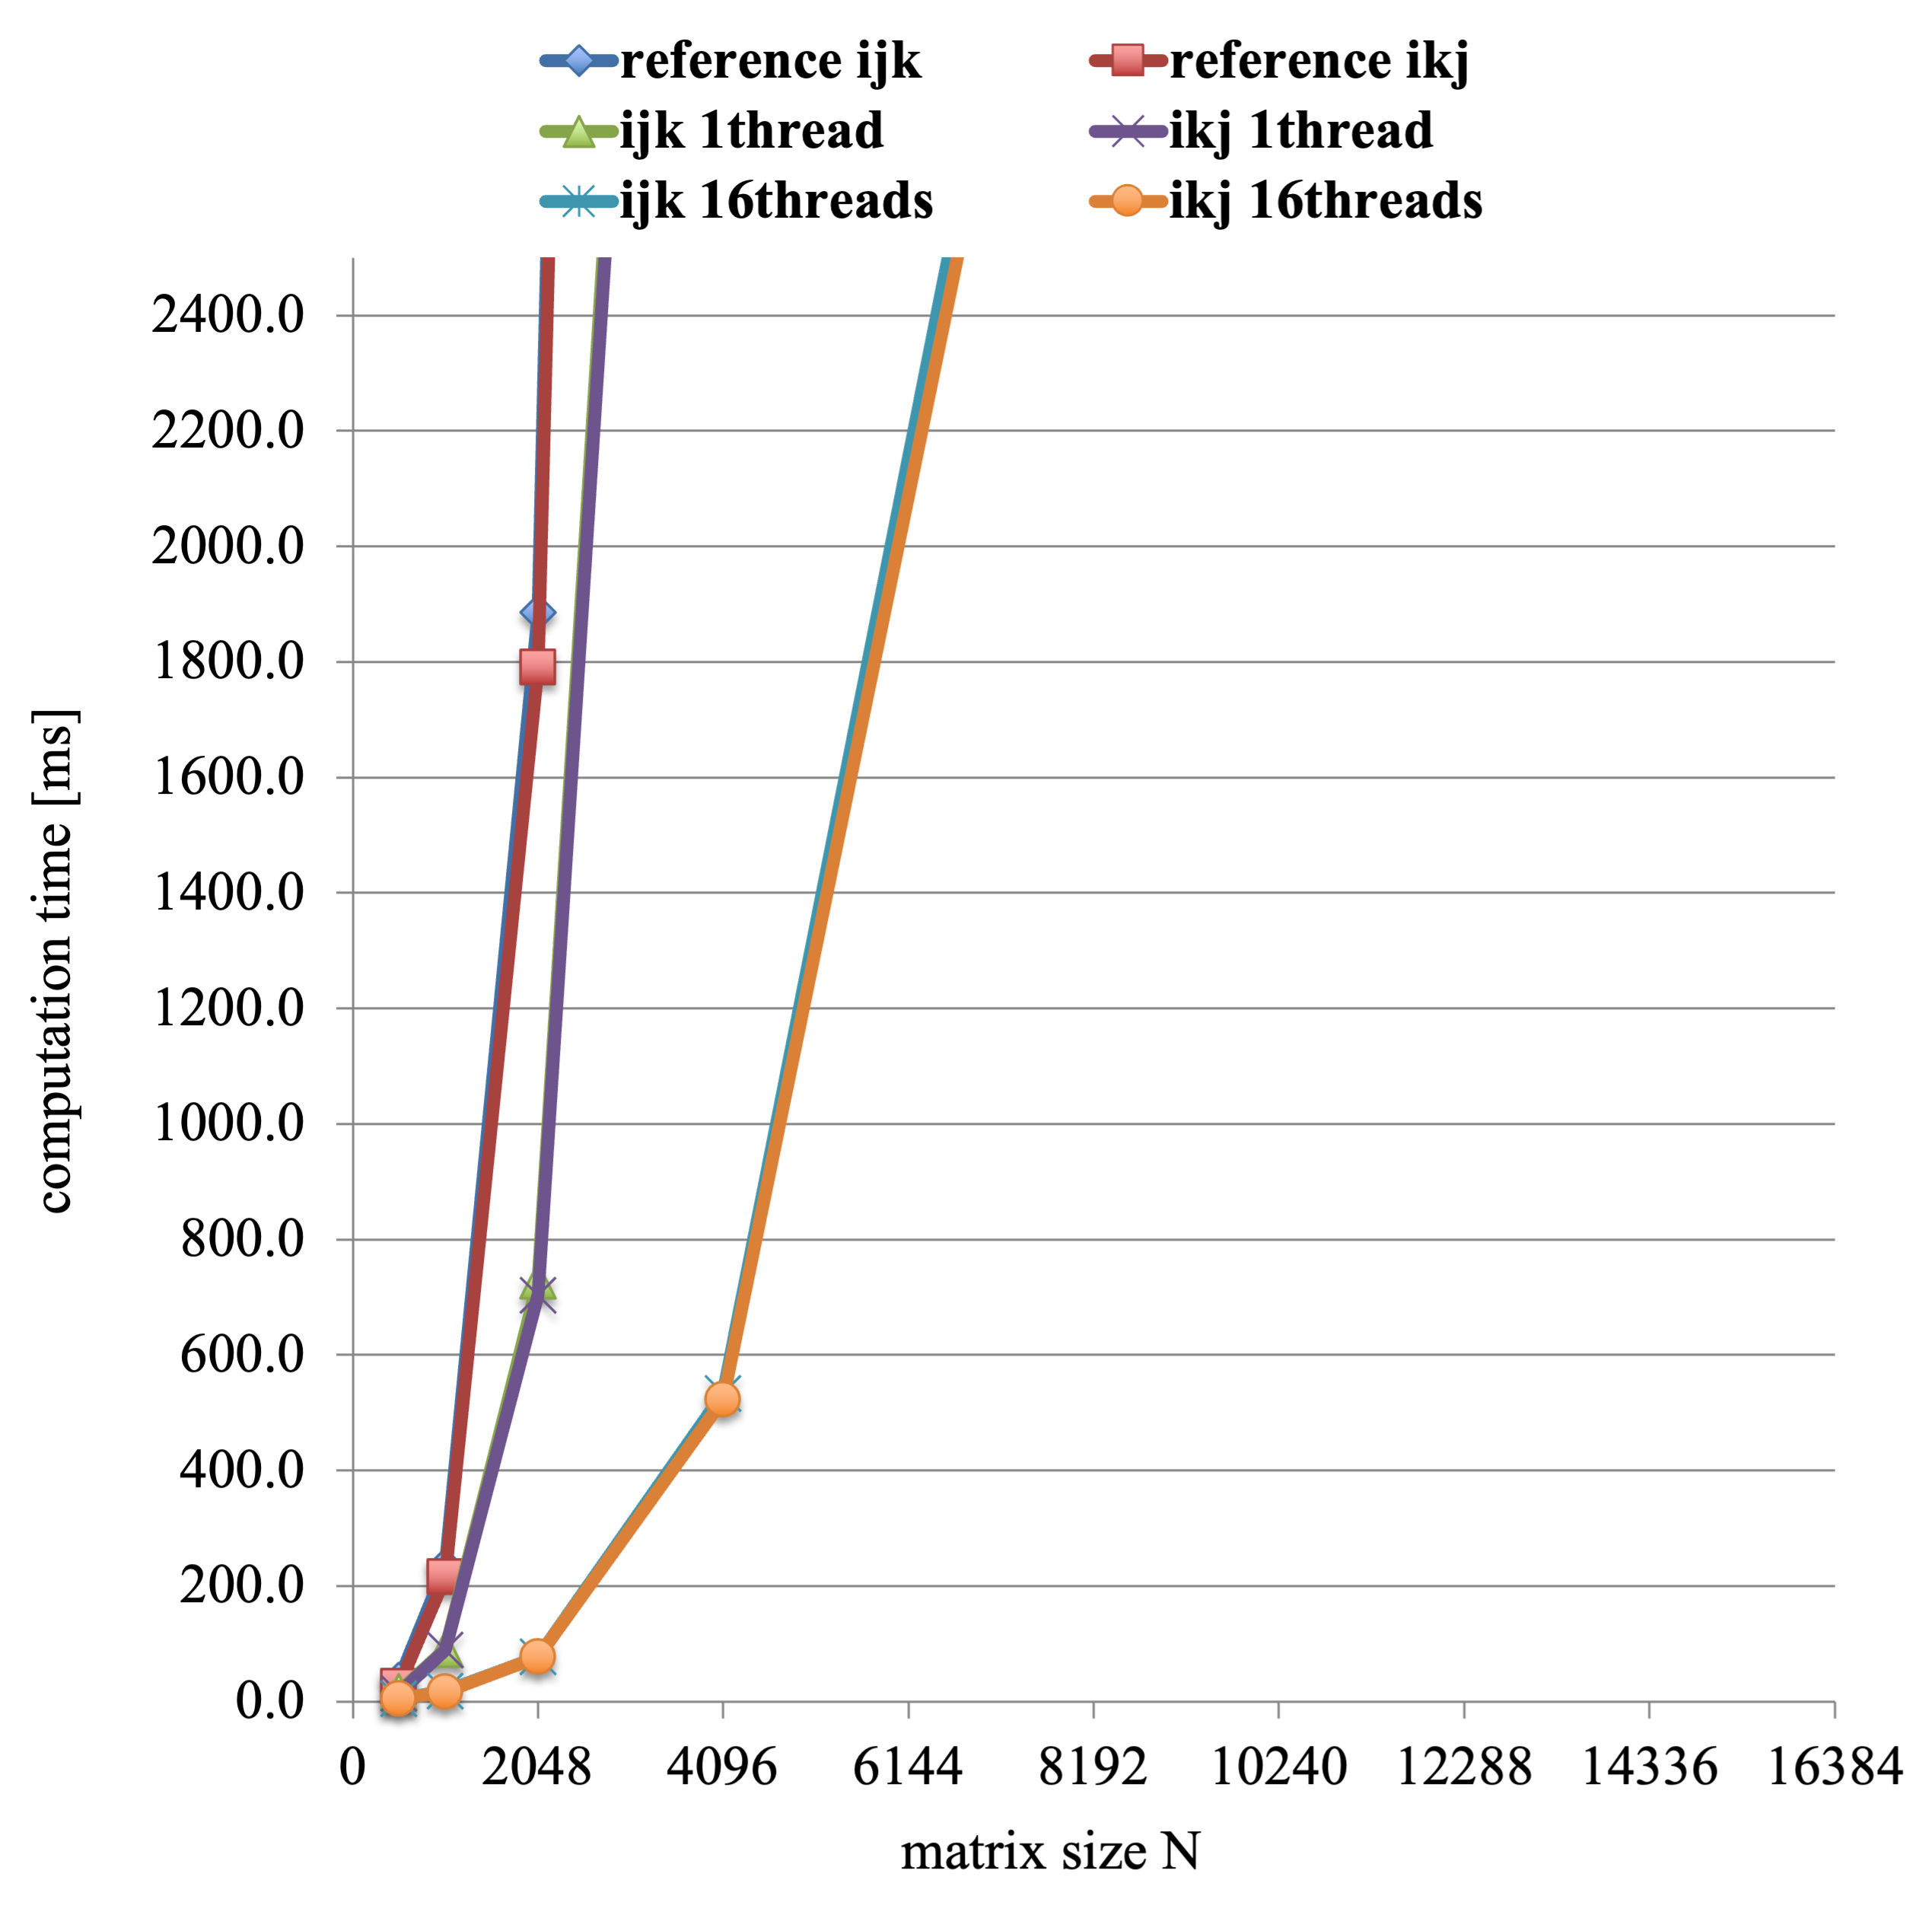 reference ijk reference ikj
ijk 1thread ikj 1thread
ijk 16threads ikj 16threads
2400.0
2200.0
2000.0
1800.0
1600.0
1400.0
1200.0
1000.0
800.0
600.0
400.0
200.0
0.0
computation time [ms]
0 2048 4096 6144 8192 10240 12288 14336 16384
matrix size N